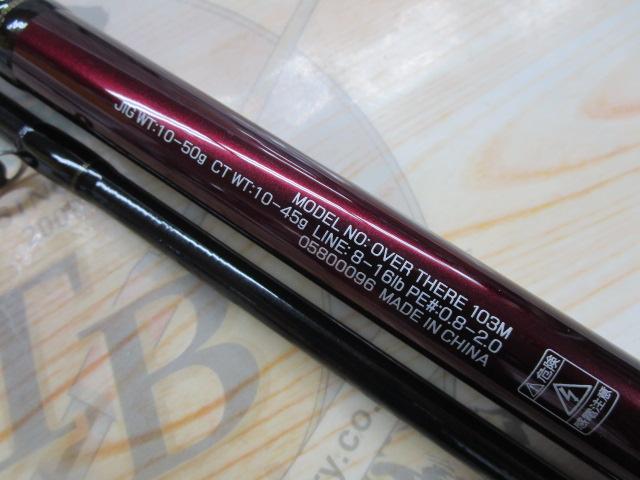 MODEL NO: OVER THERE 103M
JIG WT:10-50g CT WT:10-45g LINE: 8-16lb PE#:0.8-2.0
05800096 MADE IN CHINA
危険
感電注意